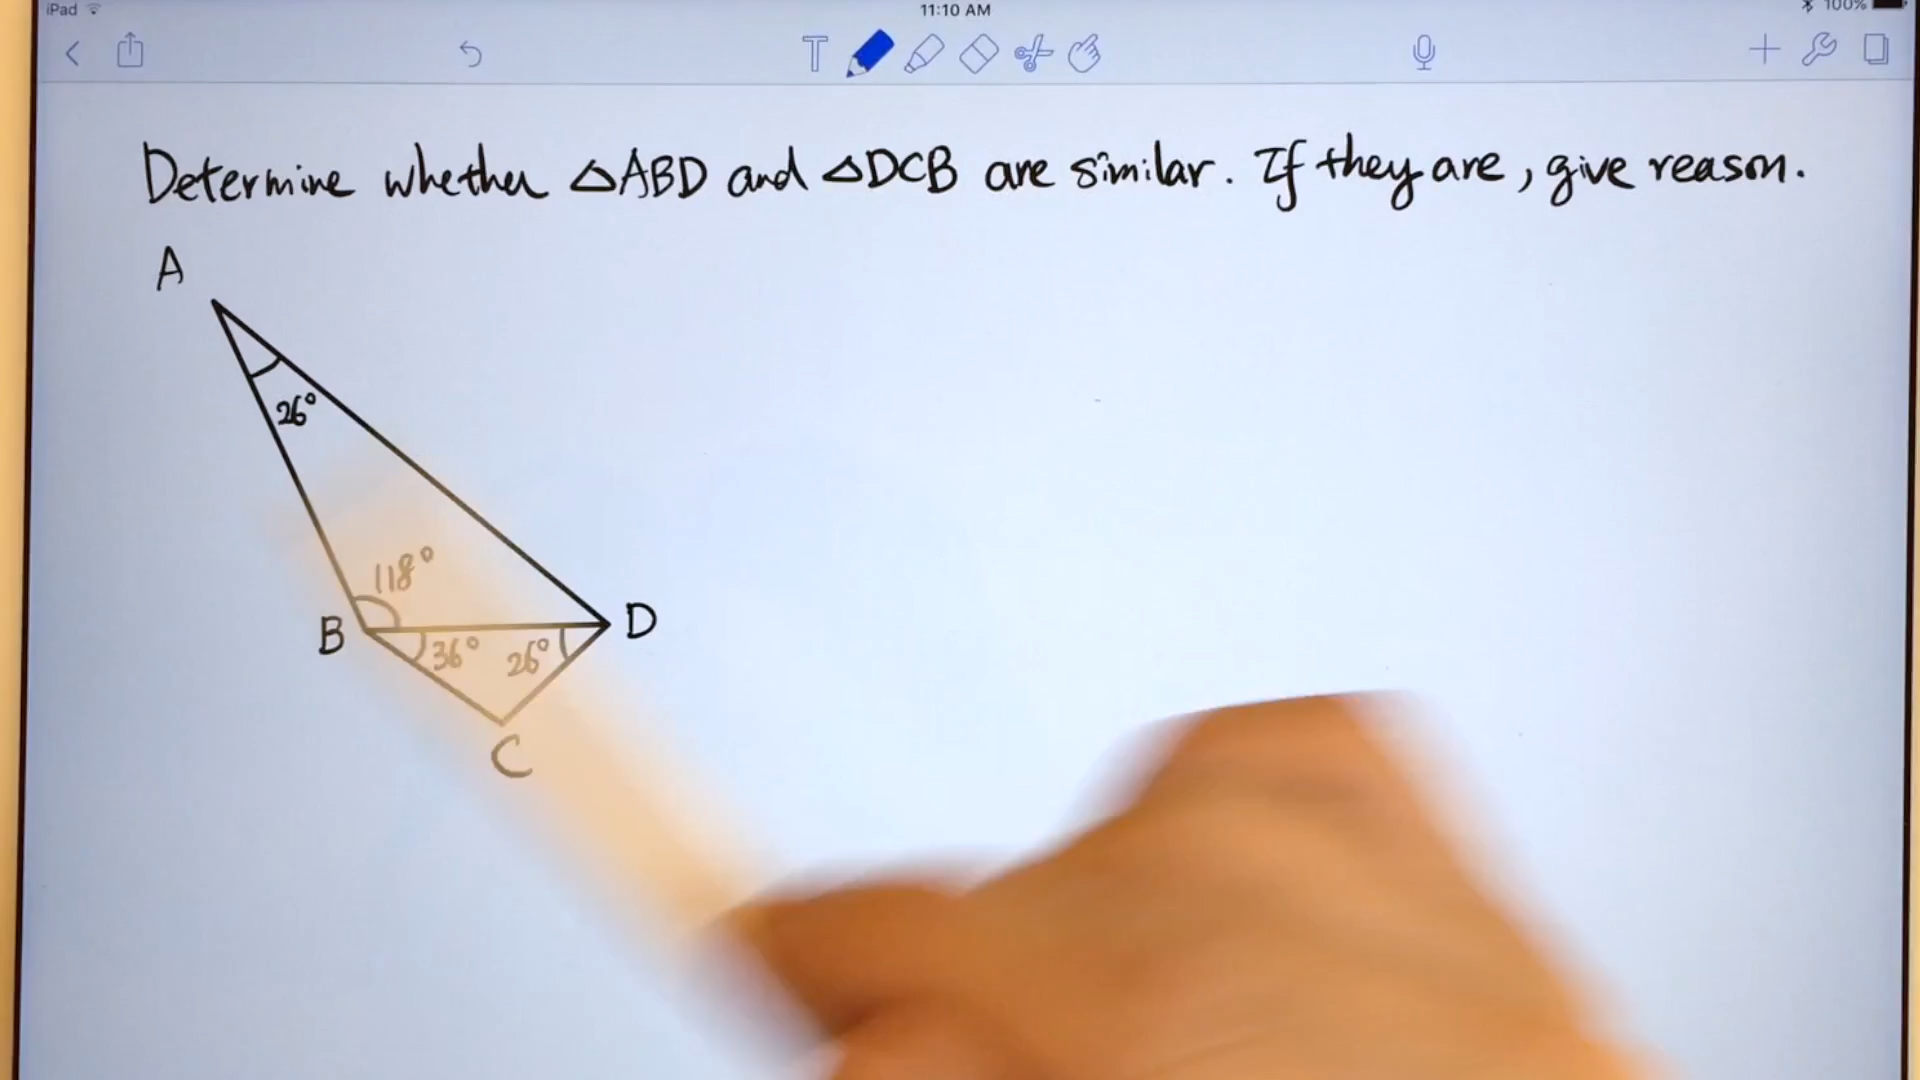 iPad
11:10 AM
100%
T
Determine whether △ABD and △DCB are similar. If they are, give reason.
A
26°
118°
B
D
36°
26°
C